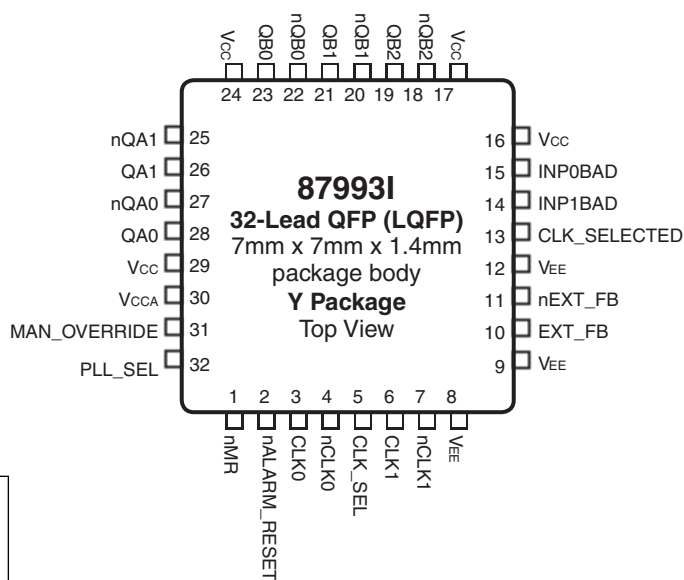 VCC QB0 nQB0 QB1 nQB1 QB2 nQB2 VCC
24 23 22 21 20 19 18 17
nQA1 25
QA1 26
nQA0 27
QA0 28
VCC 29
VCCA 30
MAN_OVERRIDE 31
PLL_SEL 32
87993I
32-Lead QFP (LQFP)
7mm x 7mm x 1.4mm
package body
Y Package
Top View
16 VCC
15 INP0BAD
14 INP1BAD
13 CLK_SELECTED
12 VEE
11 nEXT_FB
10 EXT_FB
9 VEE
1 2 3 4 5 6 7 8
nMR nALARM_RESET CLK0 nCLK0 CLK_SEL CLK1 nCLK1 VEE